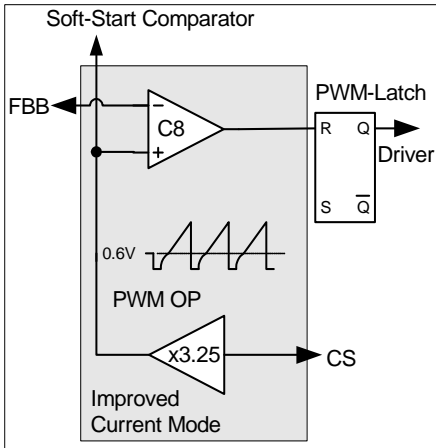 Soft-Start Comparator
FBB
C8
PWM-Latch
R Q
Driver
S Q
0.6V
PWM OP
x3.25
CS
Improved
Current Mode